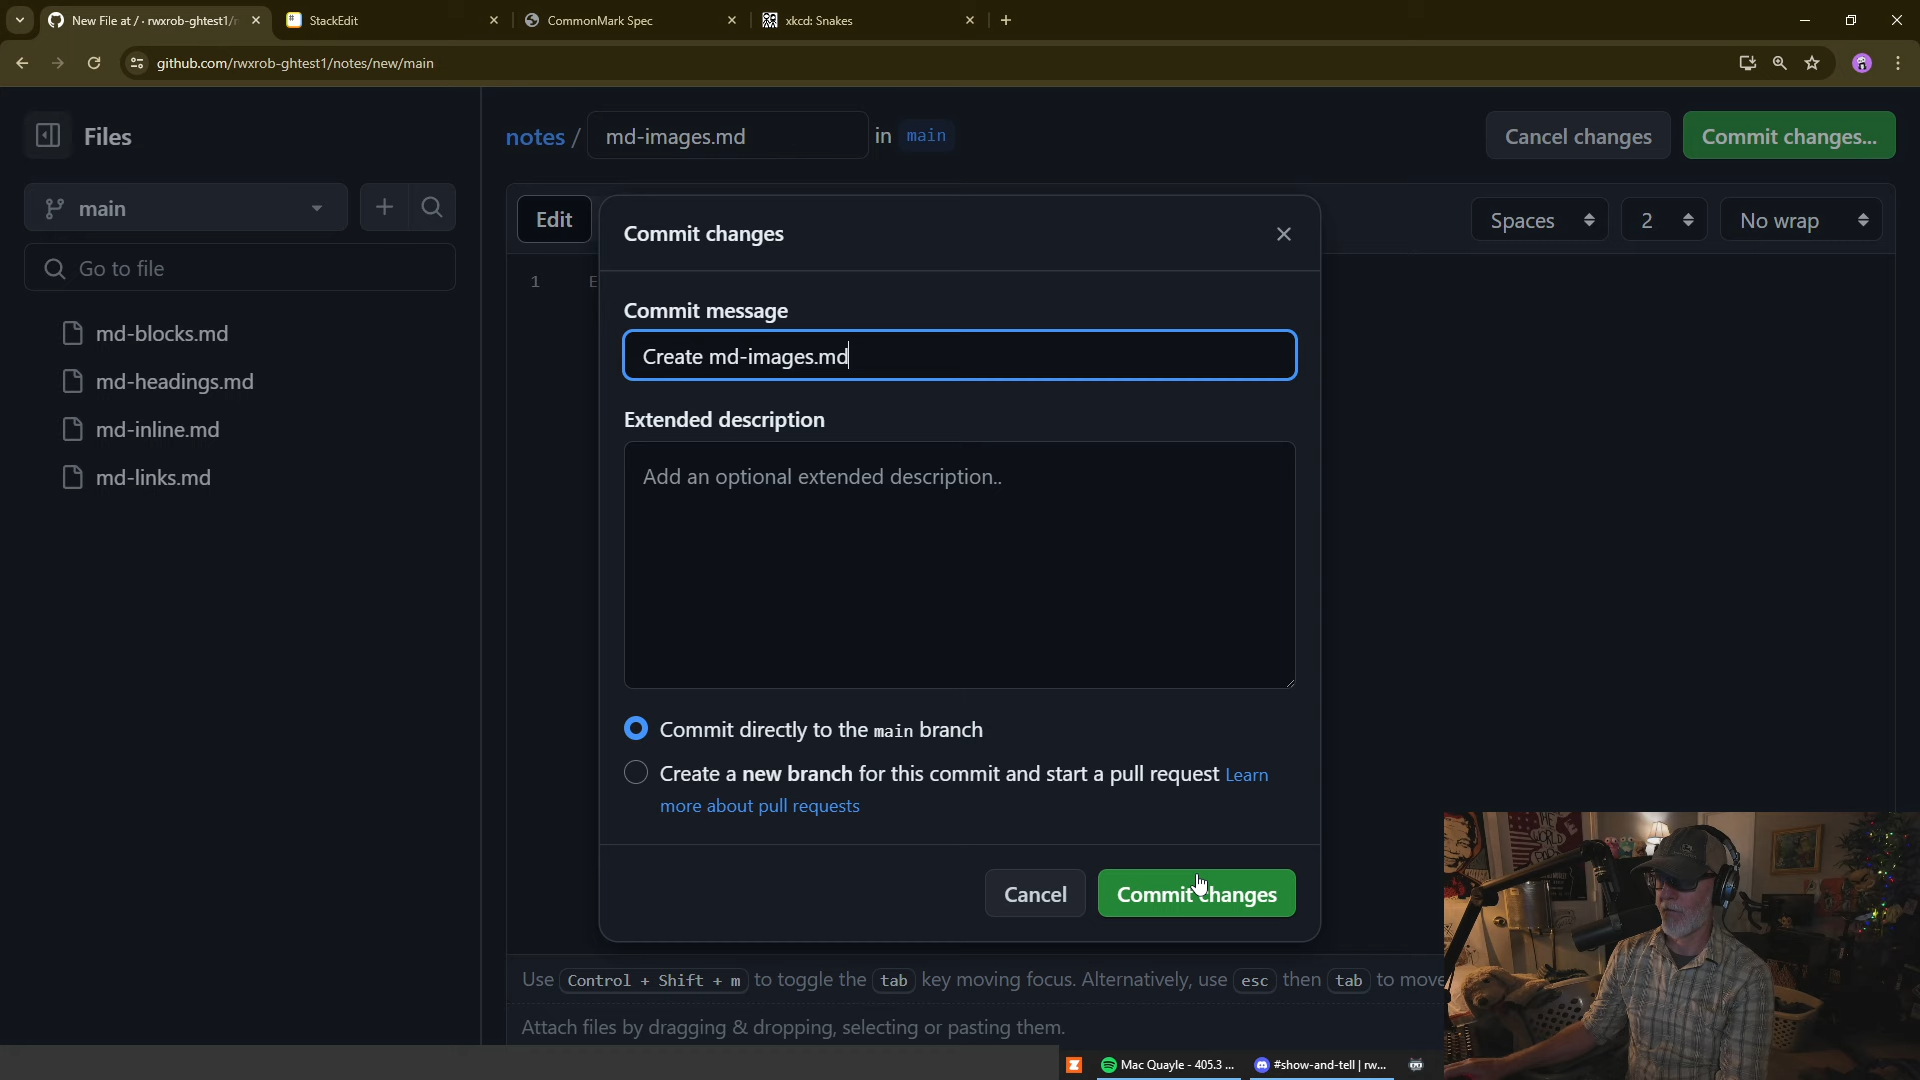 New File at / · rwxrob-ghtest1/
StackEdit
CommonMark Spec
xkcd: Snakes
github.com/rwxrob-ghtest1/notes/new/main
Files
notes / md-images.md in main
Cancel changes
Commit changes...
main
Edit
Spaces
2
No wrap
Go to file
1
E
md-blocks.md
md-headings.md
md-inline.md
md-links.md
Commit changes
Commit message
Create md-images.md
Extended description
Add an optional extended description..
Commit directly to the main branch
Create a new branch for this commit and start a pull request Learn
more about pull requests
Cancel
Commit changes
Use Control + Shift + m to toggle the tab key moving focus. Alternatively, use esc then tab to move
Attach files by dragging & dropping, selecting or pasting them.
Mac Quayle - 405.3 ...
#show-and-tell | rw...